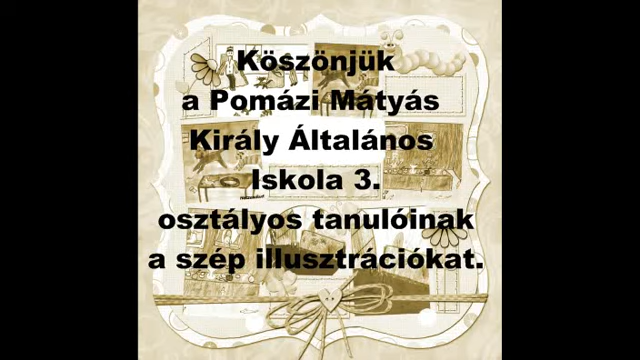 Köszönjük
a Pomázi Mátyás
Király Általános
Iskola 3.
osztályos tanulóinak
a szép illusztrációkat.